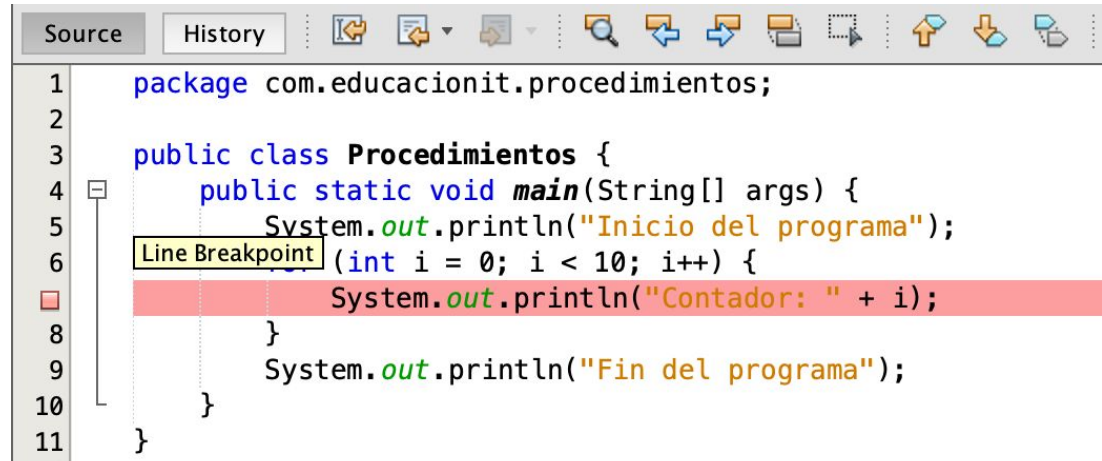 Source History
1 package com.educacionit.procedimientos;
2
3 public class Procedimientos {
4 public static void main(String[] args) {
5 System.out.println("Inicio del programa");
Line Breakpoint
6 (int i = 0; i < 10; i++) {
System.out.println("Contador: " + i);
8 }
9 System.out.println("Fin del programa");
10 }
11 }